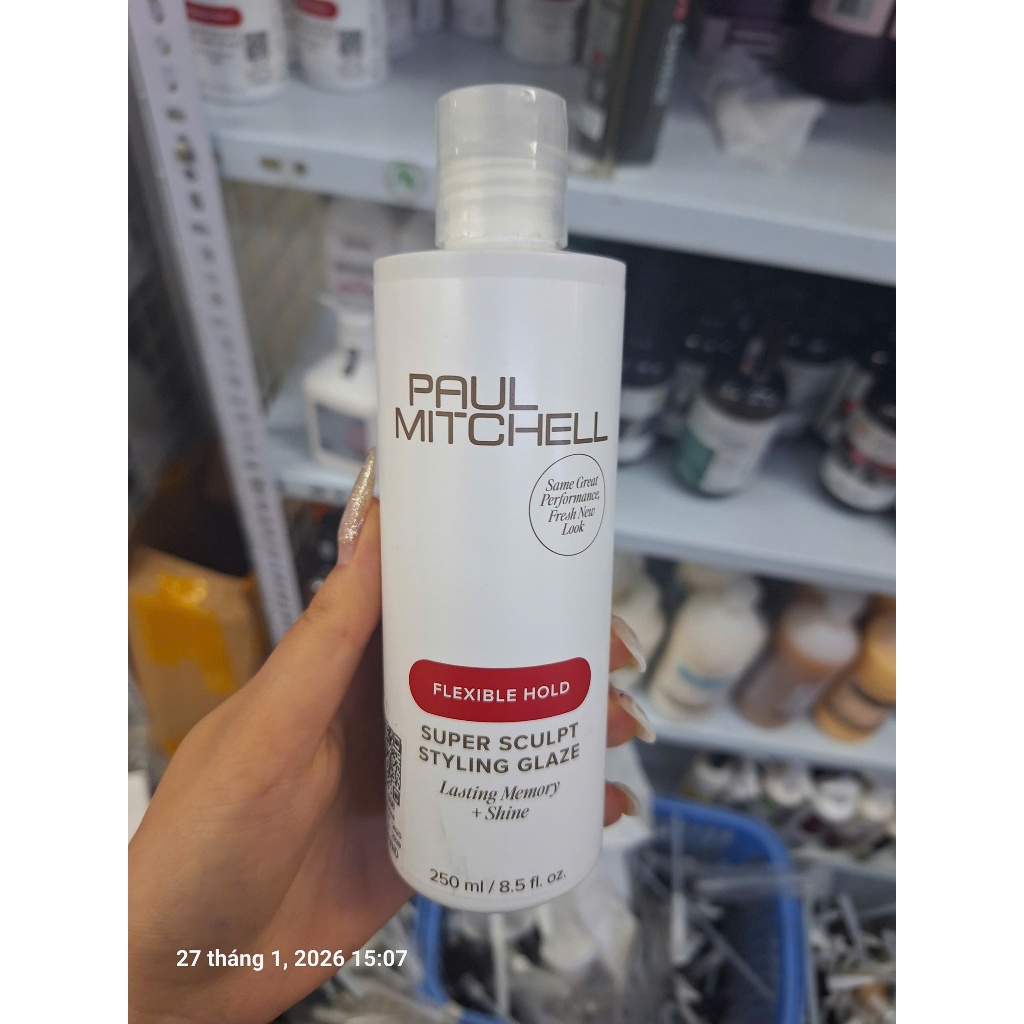 PAUL
MITCHELL
Same Great
Performance,
Fresh New
Look
FLEXIBLE HOLD
SUPER SCULPT
STYLING GLAZE
Lasting Memory
+ Shine
250 ml / 8.5 fl. oz.
27 tháng 1, 2026 15:07